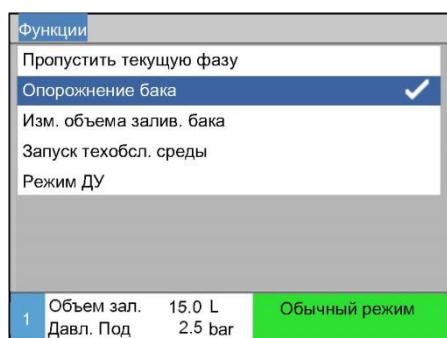 Функции
Пропустить текущую фазу
Опорожнение бака
Изм. объема залив. бака
Запуск техобсл. среды
Режим ДУ
1 Объем зал. 15.0 L Обычный режим
Давл. Под 2.5 bar